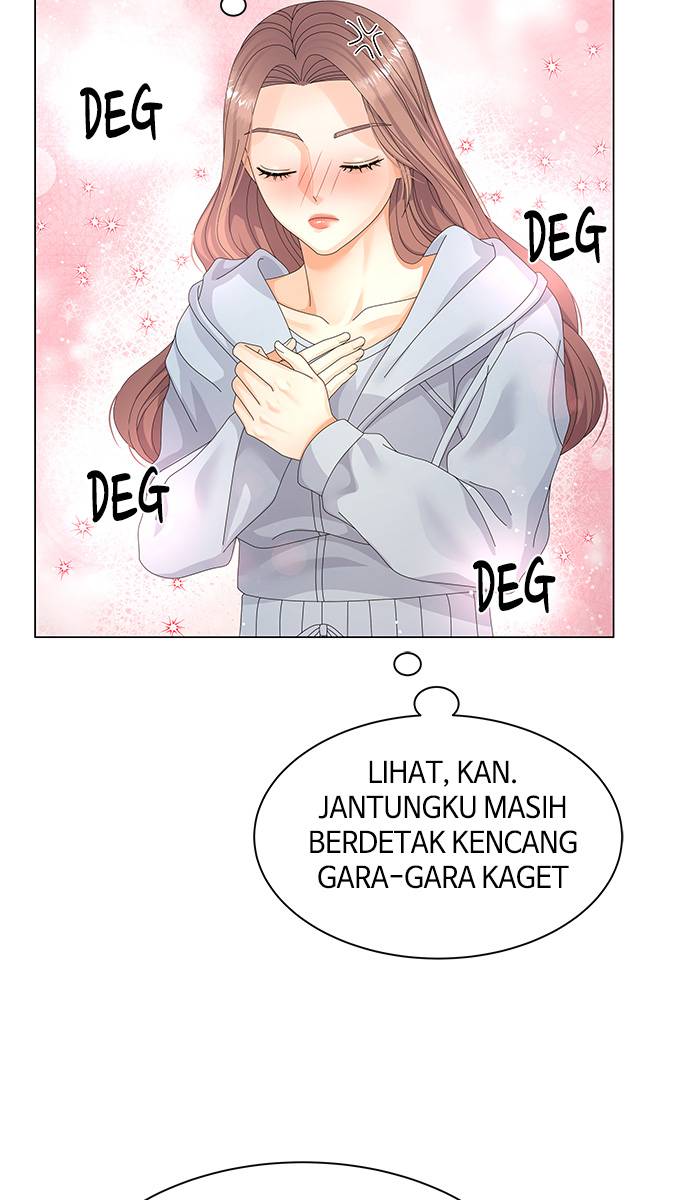 DEG
DEG
DEG
DEG
LIHAT, KAN.
JANTUNGKU MASIH
BERDETAK KENCANG
GARA-GARA KAGET